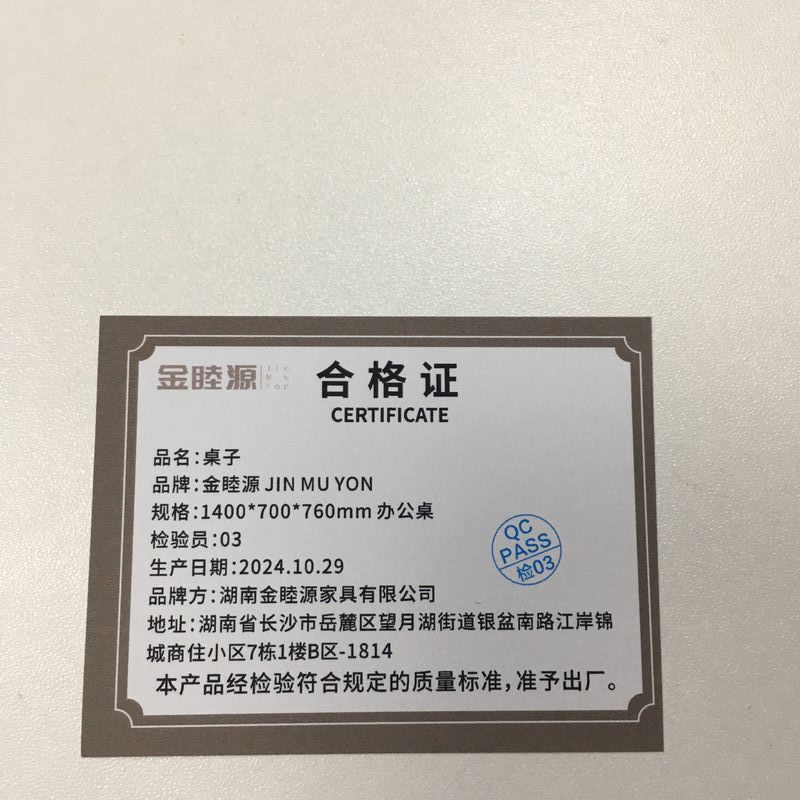 金睦源 Jin Mu Yon
合格证
CERTIFICATE
品名:桌子
品牌:金睦源 JIN MU YON
规格:1400*700*760mm 办公桌
检验员:03
生产日期:2024.10.29
品牌方:湖南金睦源家具有限公司
地址:湖南省长沙市岳麓区望月湖街道银盆南路江岸锦
城商住小区7栋1楼B区-1814
本产品经检验符合规定的质量标准,准予出厂。
QC
PASS
检03